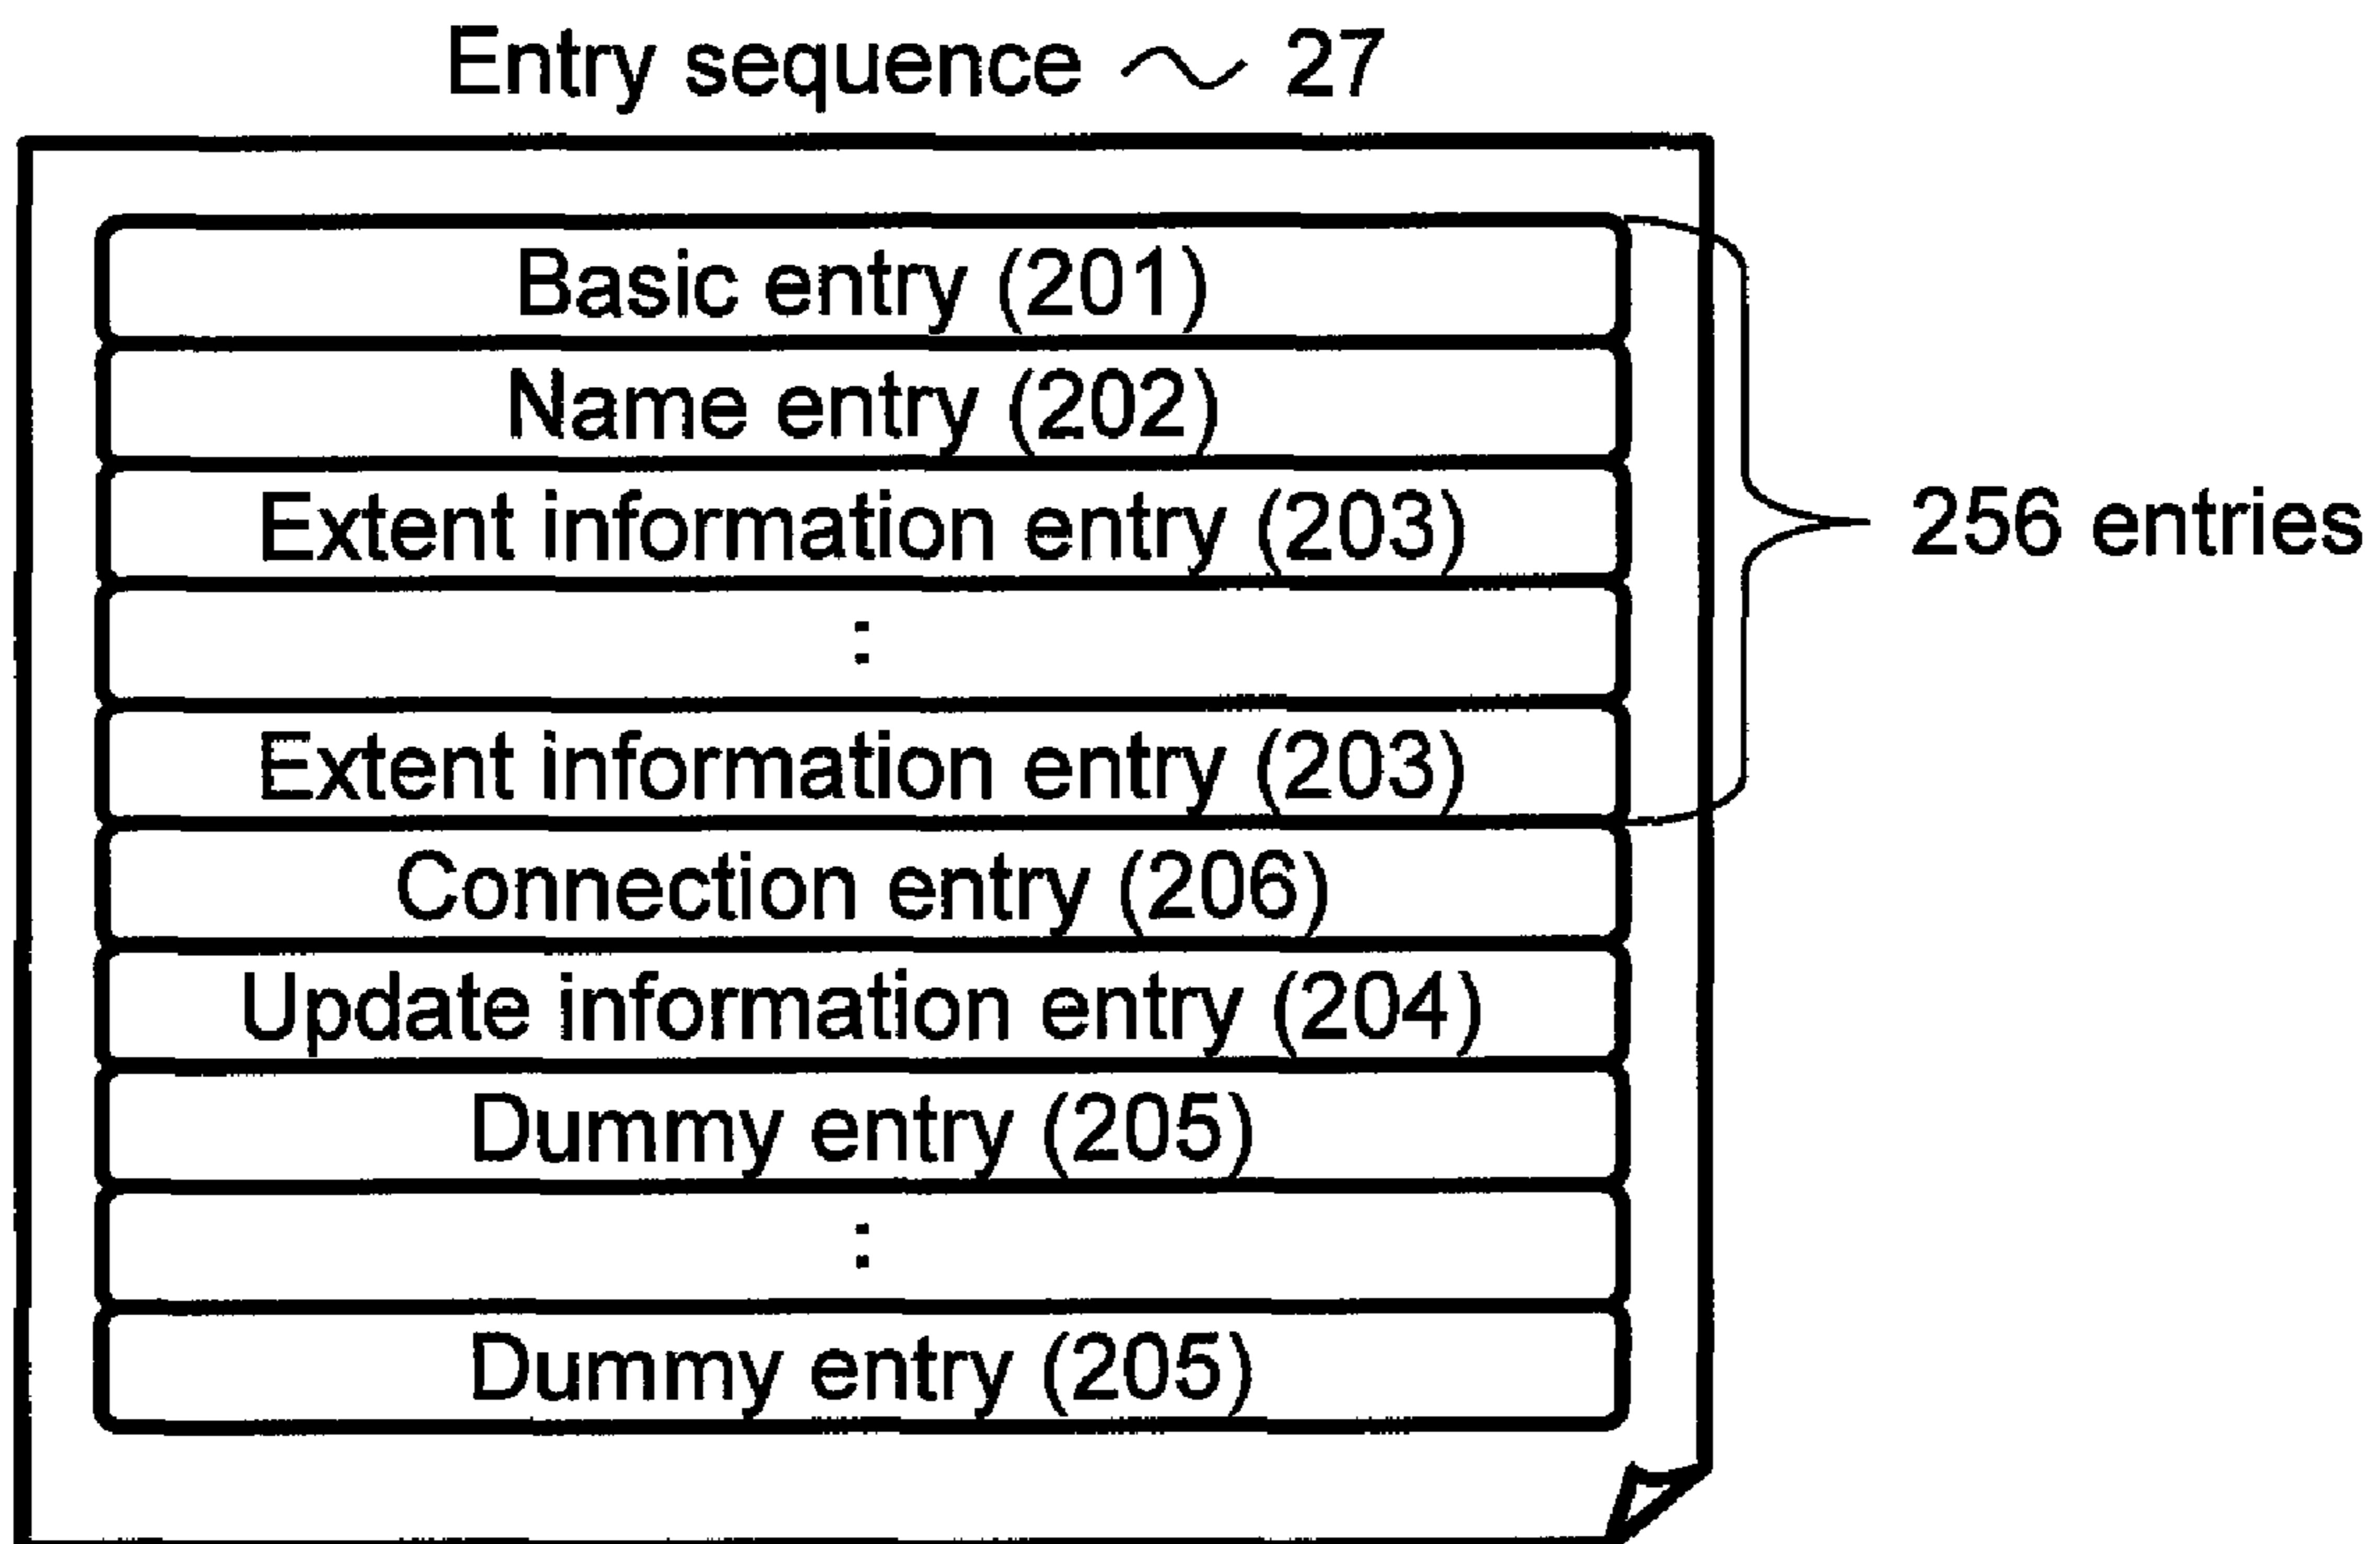 Entry sequence ~ 27
Basic entry (201)
Name entry (202)
Extent information entry (203)
:
Extent information entry (203)
256 entries
Connection entry (206)
Update information entry (204)
Dummy entry (205)
:
Dummy entry (205)